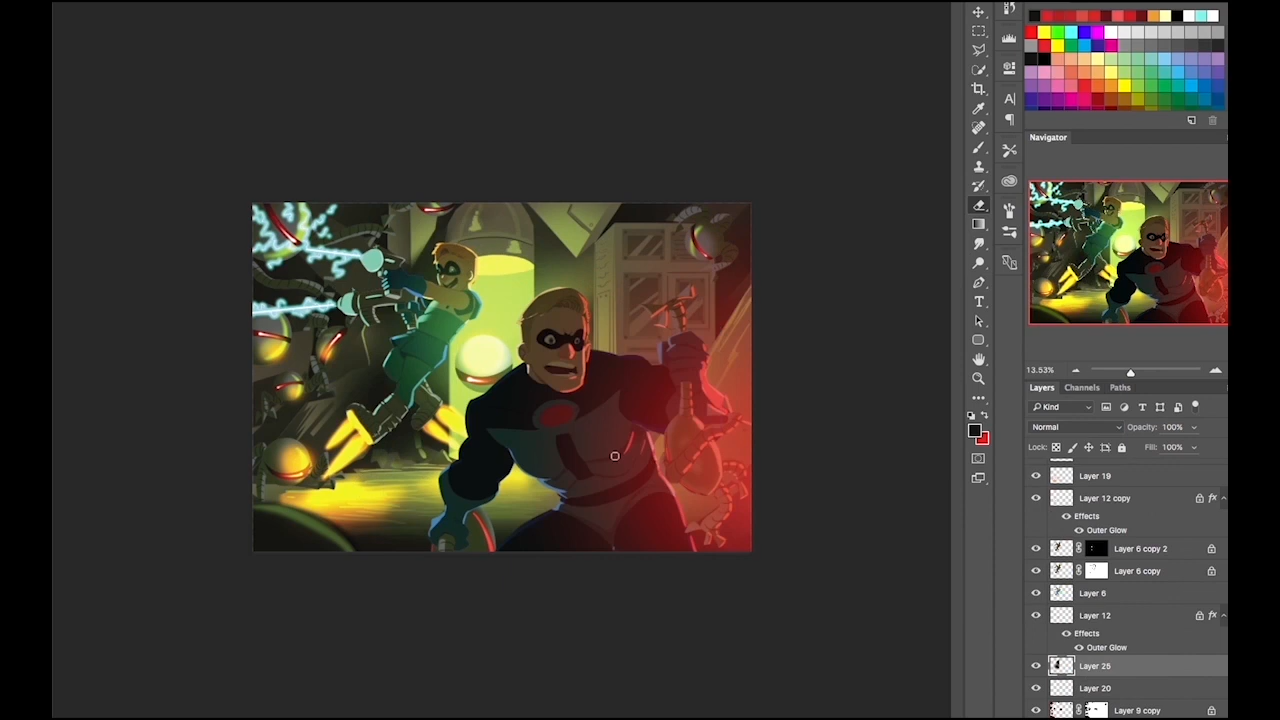 Navigator
13.53%
Layers Channels Paths
Kind
Normal Opacity: 100%
Lock: Fill: 100%
Layer 19
Layer 12 copy fx
Effects
Outer Glow
Layer 6 copy 2
Layer 6 copy
Layer 6
Layer 12 fx
Effects
Outer Glow
Layer 25
Layer 20
Layer 9 copy